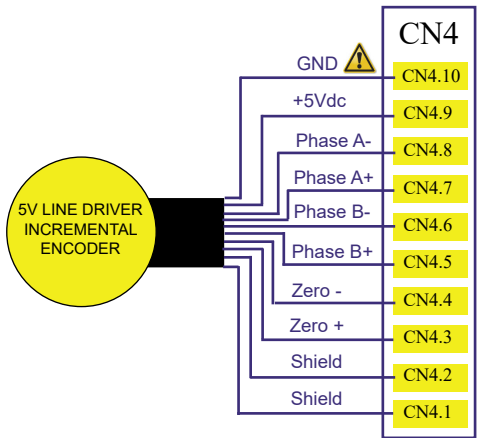 CN4
GND CN4.10
+5Vdc CN4.9
Phase A- CN4.8
Phase A+ CN4.7
Phase B- CN4.6
Phase B+ CN4.5
Zero - CN4.4
Zero + CN4.3
Shield CN4.2
Shield CN4.1
5V LINE DRIVER
INCREMENTAL
ENCODER